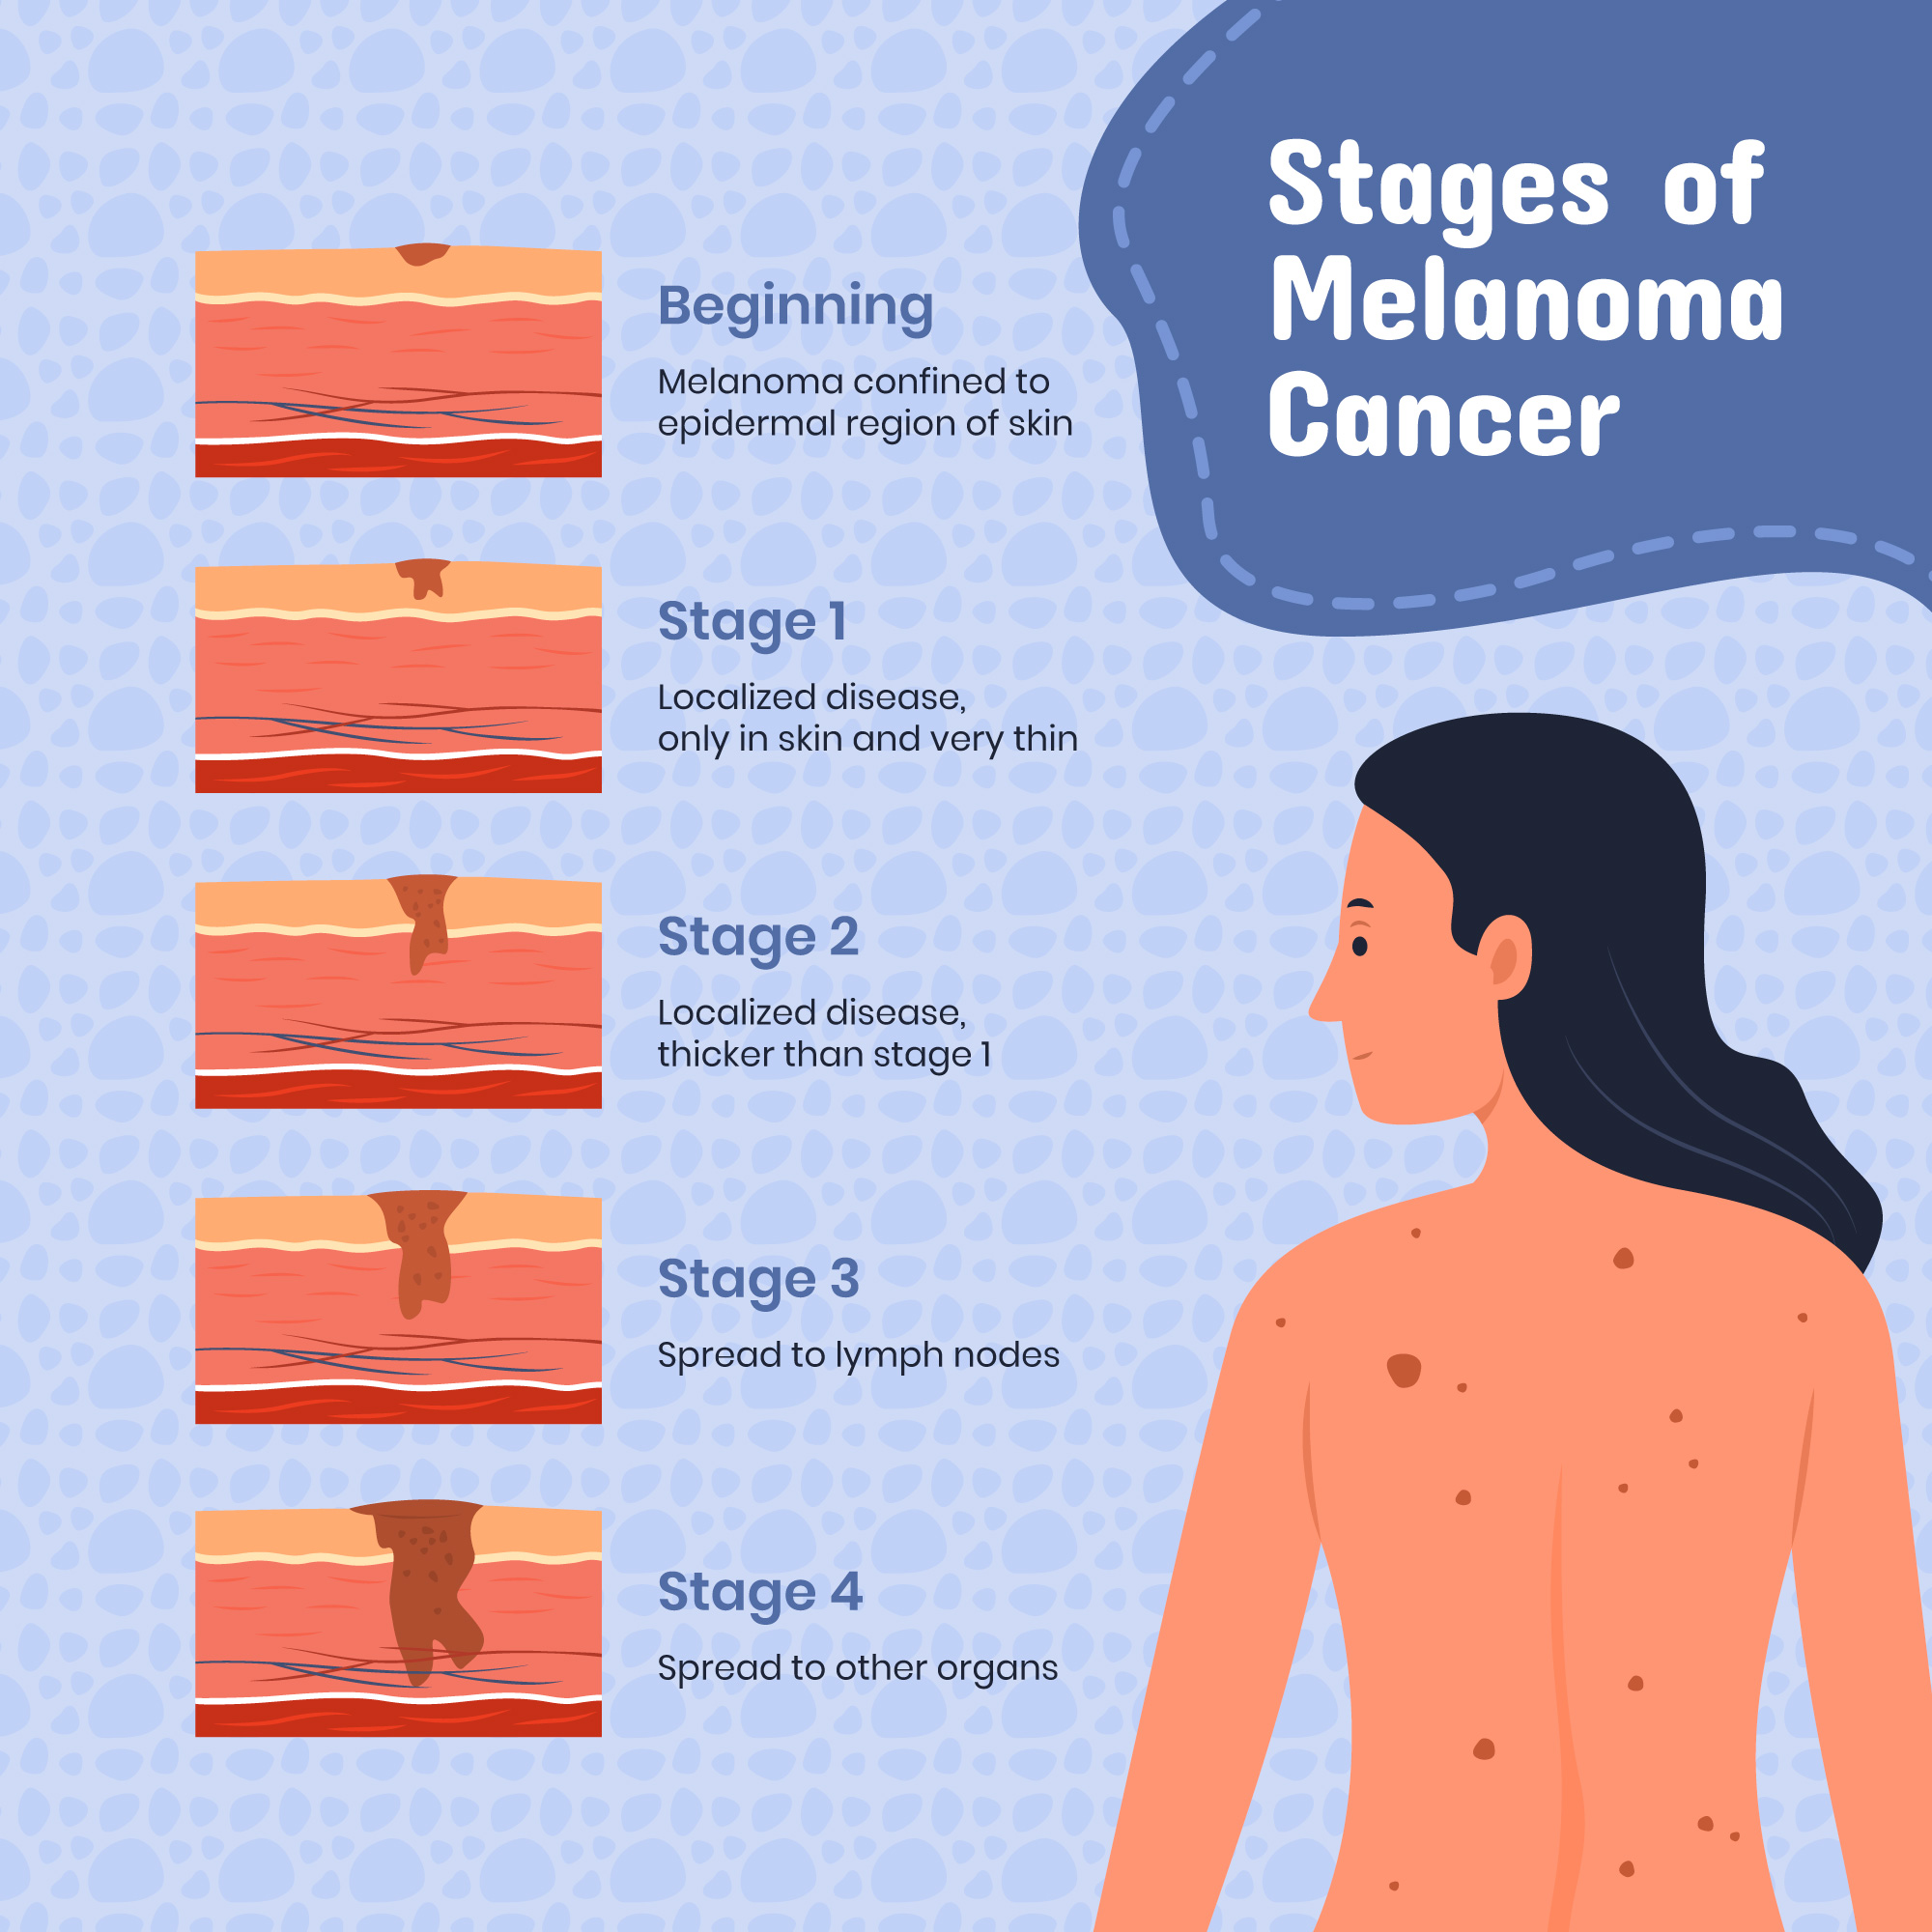 Stages of
Melanoma
Cancer
Beginning
Melanoma confined to
epidermal region of skin
Stage 1
Localized disease,
only in skin and very thin
Stage 2
Localized disease,
thicker than stage 1
Stage 3
Spread to lymph nodes
Stage 4
Spread to other organs